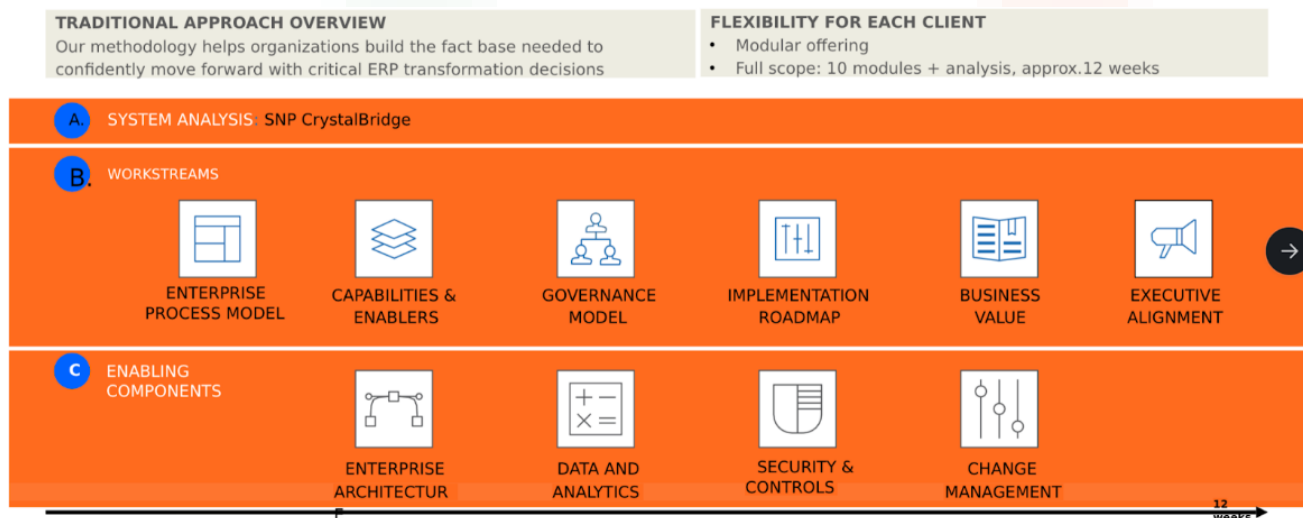 TRADITIONAL APPROACH OVERVIEW
Our methodology helps organizations build the fact base needed to
confidently move forward with critical ERP transformation decisions
FLEXIBILITY FOR EACH CLIENT
• Modular offering
• Full scope: 10 modules + analysis, approx.12 weeks
A. SYSTEM ANALYSIS: SNP CrystalBridge
B. WORKSTREAMS
ENTERPRISE
PROCESS MODEL
CAPABILITIES &
ENABLERS
GOVERNANCE
MODEL
IMPLEMENTATION
ROADMAP
BUSINESS
VALUE
EXECUTIVE
ALIGNMENT
C ENABLING
COMPONENTS
ENTERPRISE
ARCHITECTUR
E
DATA AND
ANALYTICS
SECURITY &
CONTROLS
CHANGE
MANAGEMENT
12
weeks